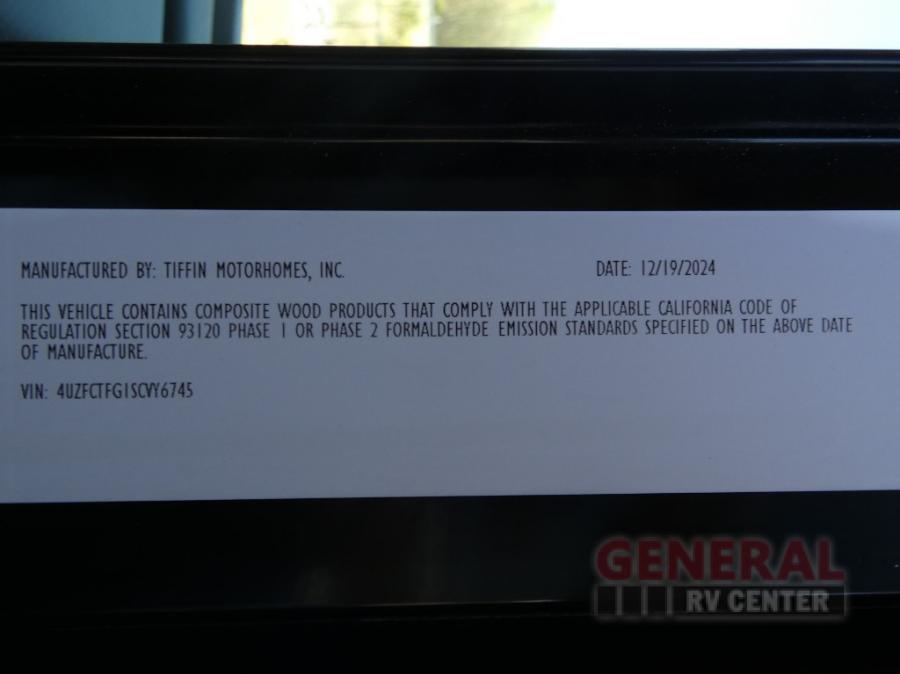 MANUFACTURED BY: TIFFIN MOTORHOMES, INC. DATE: 12/19/2024
THIS VEHICLE CONTAINS COMPOSITE WOOD PRODUCTS THAT COMPLY WITH THE APPLICABLE CALIFORNIA CODE OF
REGULATION SECTION 93120 PHASE 1 OR PHASE 2 FORMALDEHYDE EMISSION STANDARDS SPECIFIED ON THE ABOVE DATE
OF MANUFACTURE.
VIN: 4UZFCTFG1SCVY6745
GENERAL
RV CENTER